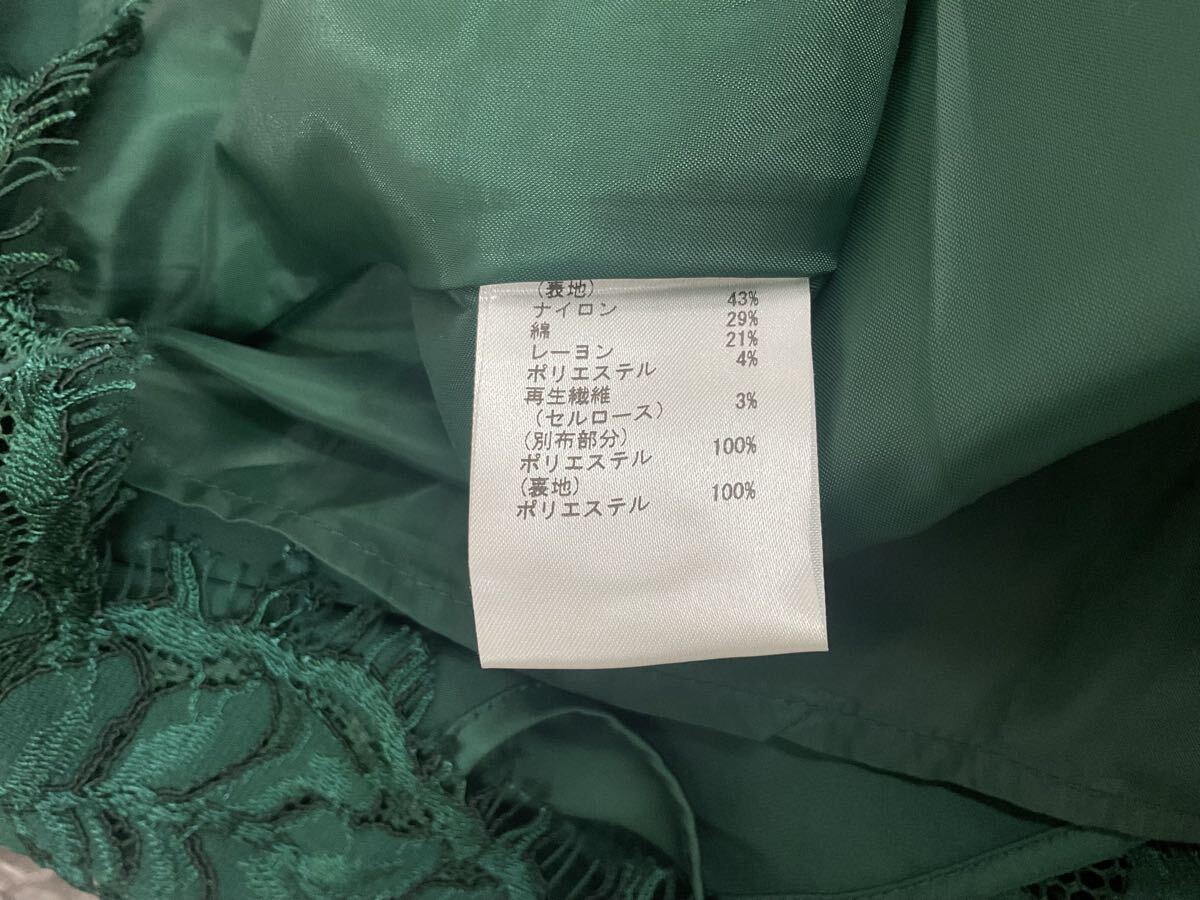 (表地)
ナイロン 43%
綿 29%
レーヨン 21%
ポリエステル 4%
再生繊維
(セルロース) 3%
(別布部分)
ポリエステル 100%
(裏地)
ポリエステル 100%